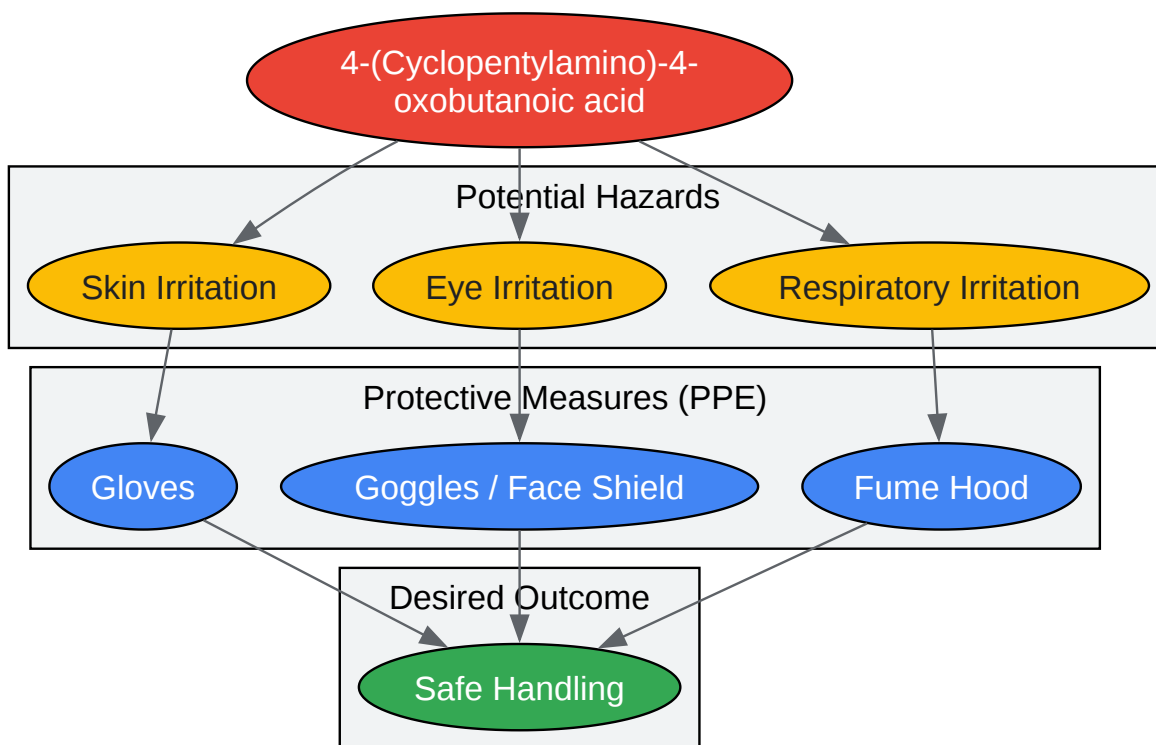 4-(Cyclopentylamino)-4-
oxobutanoic acid
Potential Hazards
Skin Irritation
Eye Irritation
Respiratory Irritation
Protective Measures (PPE)
Gloves
Goggles / Face Shield
Fume Hood
Desired Outcome
Safe Handling